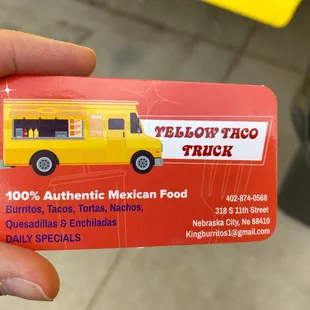 YELLOW TACO
TRUCK
100% Authentic Mexican Food
Burritos, Tacos, Tortas, Nachos,
Quesadillas & Enchiladas
DAILY SPECIALS
402-874-0568
318 S 11th Street
Nebraska City, Ne 68410
Kingburritos1@gmail.com